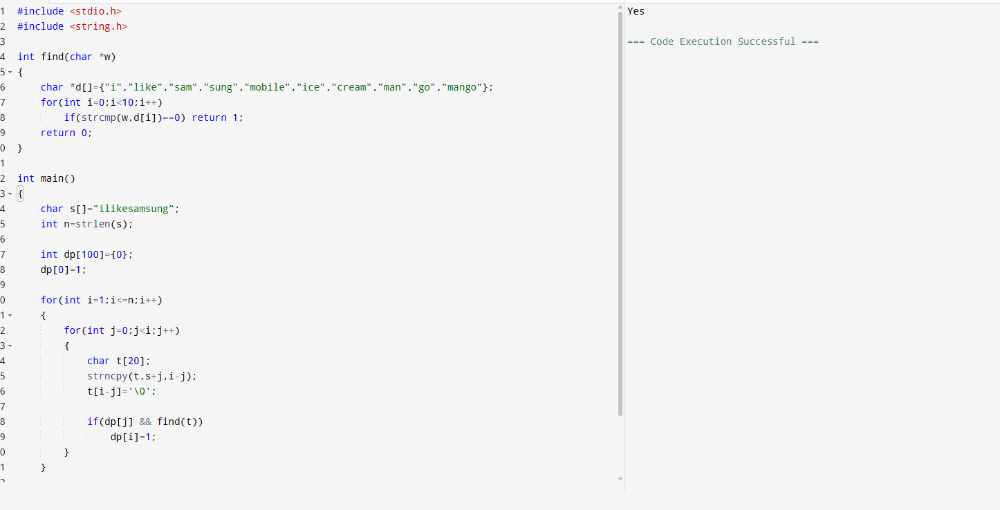 1 #include <stdio.h>
2 #include <string.h>
3
4 int find(char *w)
5 {
6 char *d[]={"i","like","sam","sung","mobile","ice","cream","man","go","mango"};
7 for(int i=0;i<10;i++)
8 if(strcmp(w,d[i])==0) return 1;
9 return 0;
0 }
1
2 int main()
3 {
4 char s[]="ilikesamsung";
5 int n=strlen(s);
6
7 int dp[100]={0};
8 dp[0]=1;
9
0 for(int i=1;i<=n;i++)
1 {
2 for(int j=0;j<i;j++)
3 {
4 char t[20];
5 strncpy(t,s+j,i-j);
6 t[i-j]='\0';
7
8 if(dp[j] && find(t))
9 dp[i]=1;
0 }
1 }
2
Yes
=== Code Execution Successful ===